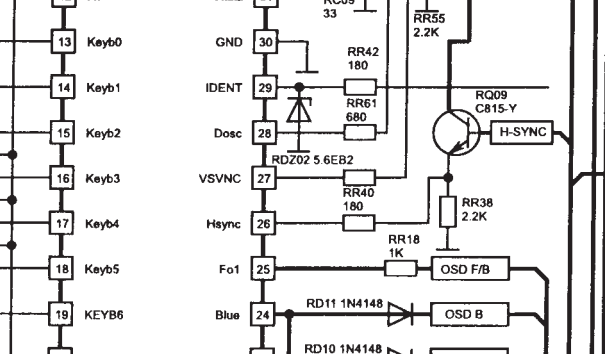 RC09
33
RR55
2.2K
13 Keyb0
GND 30
RR42
180
14 Keyb1
IDENT 29
RQ09
C815-Y
RR61
680
15 Keyb2
Dosc 28
H-SYNC
RDZ02 5.6EB2
16 Keyb3
VSVNC 27
RR40
180
RR38
2.2K
17 Keyb4
Hsync 26
RR18
1K
18 Keyb5
Fo1 25
OSD F/B
RD11 1N4148
19 KEYB6
Blue 24
OSD B
RD10 1N4148